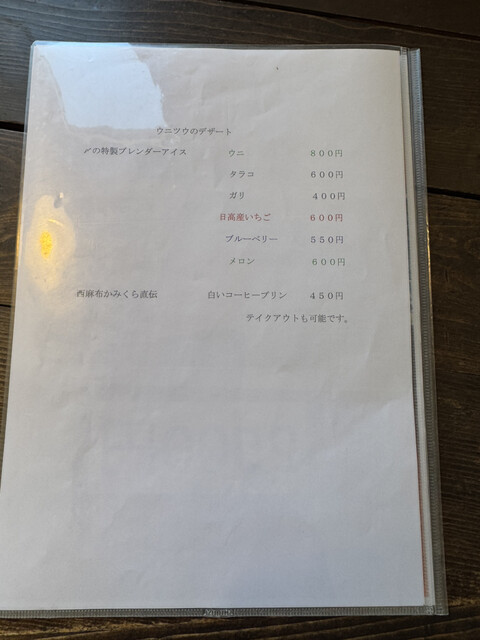 ウニツウのデザート
〆の特製ブレンダーアイス ウニ 800円
タラコ 600円
ガリ 400円
日高産いちご 600円
ブルーベリー 550円
メロン 600円
西麻布かみくら直伝 白いコーヒープリン 450円
テイクアウトも可能です。